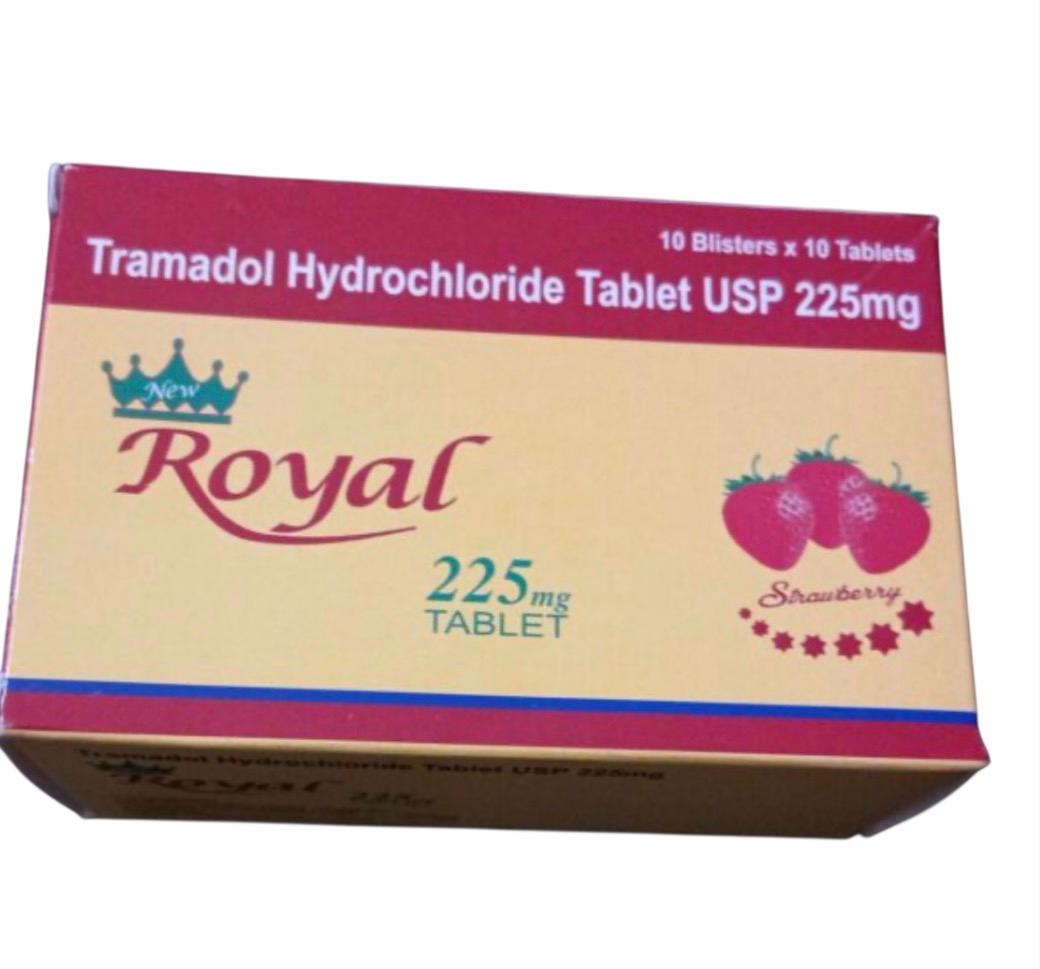 10 Blisters x 10 Tablets
Tramadol Hydrochloride Tablet USP 225mg
New
Royal
225mg
TABLET
Strawberry
Tramadol Hydrochloride Tablet USP 225mg
Royal